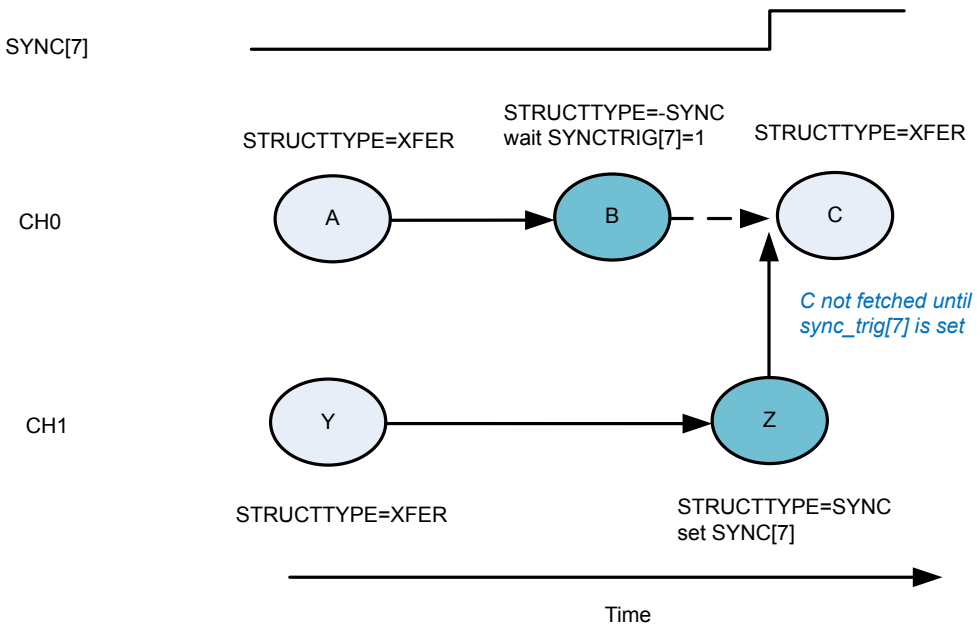 SYNC[7]
STRUCTTYPE=-SYNC
wait SYNCTRIG[7]=1
STRUCTTYPE=XFER
STRUCTTYPE=XFER
CH0
A
B
C
C not fetched until
sync_trig[7] is set
CH1
Y
Z
STRUCTTYPE=XFER
STRUCTTYPE=SYNC
set SYNC[7]
Time